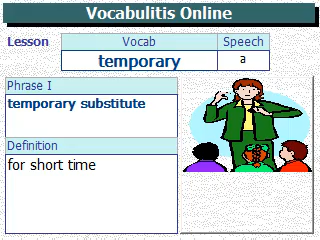 Vocabulitis Online
Lesson Vocab Speech
temporary a
Phrase I
temporary substitute
Definition
for short time